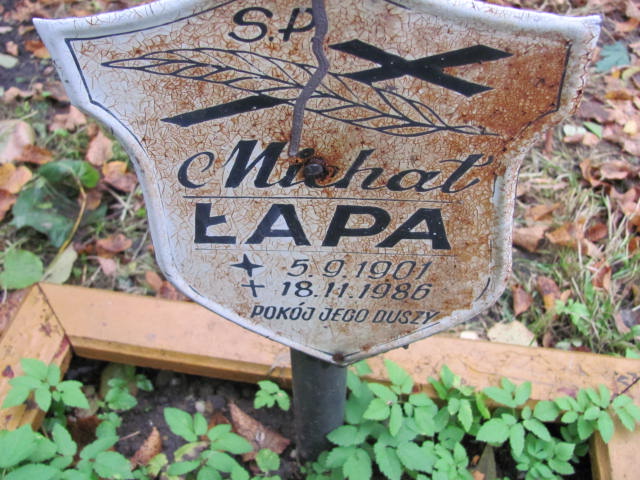 Ś.P.
Michał
ŁAPA
5.9.1901
18.11.1986
POKÓJ JEGO DUSZY